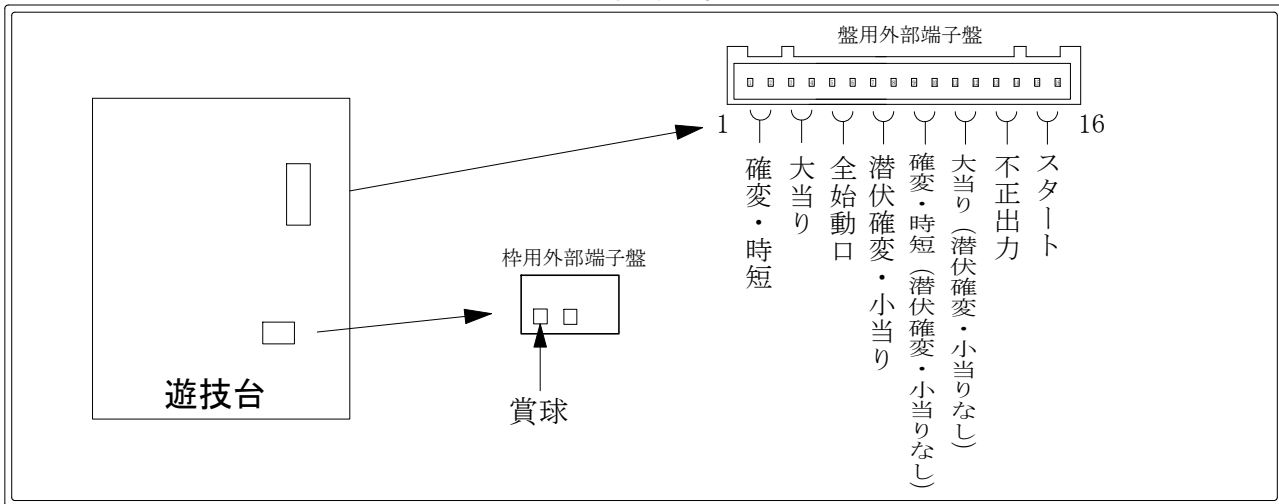 盤用外部端子盤
1
16
確変・時短
大当り
全始動口
潜伏確変・小当り
確変・時短（潜伏確変・小当りなし）
大当り（潜伏確変・小当りなし）
不正出力
スタート
枠用外部端子盤
賞球
遊技台